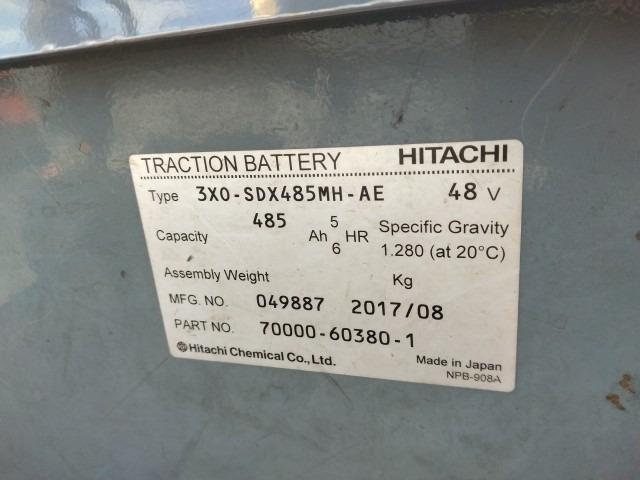 TRACTION BATTERY HITACHI
Type 3X0-SDX485MH-AE 48 V
Capacity 485 Ah 5 HR Specific Gravity
6 1.280 (at 20°C)
Assembly Weight Kg
MFG. NO. 049887 2017/08
PART NO. 70000-60380-1
Hitachi Chemical Co., Ltd. Made in Japan
NPB-908A